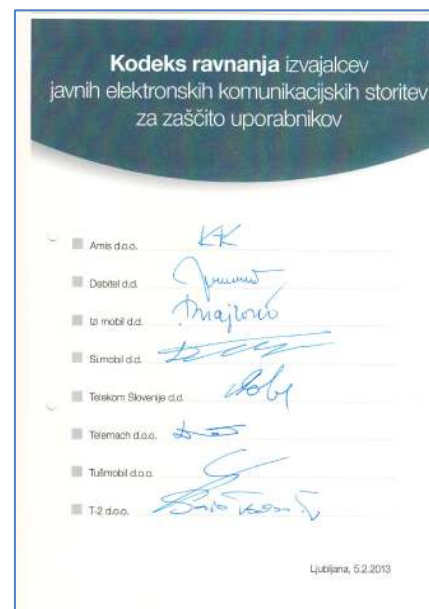 Kodeks ravnanja izvajalcev
javnih elektronskih komunikacijskih storitev
za zaščito uporabnikov
Amis d.o.o. KK
Debitel d.d.
Izi mobil d.d.
Si.mobil d.d.
Telekom Slovenije d.d.
Telemach d.o.o.
Tušmobil d.o.o.
T-2 d.o.o.
Ljubljana, 5.2.2013